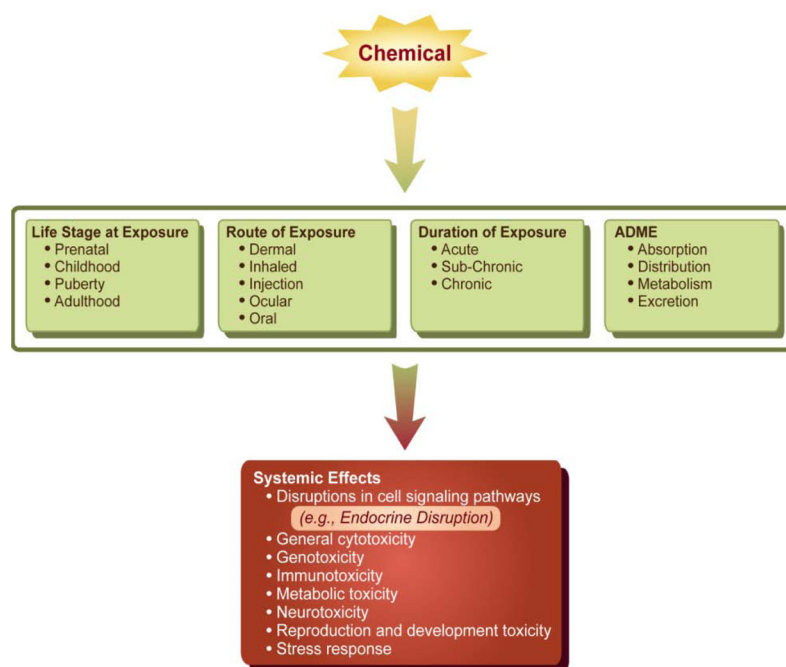 Chemical
Life Stage at Exposure
• Prenatal
• Childhood
• Puberty
• Adulthood
Route of Exposure
• Dermal
• Inhaled
• Injection
• Ocular
• Oral
Duration of Exposure
• Acute
• Sub-Chronic
• Chronic
ADME
• Absorption
• Distribution
• Metabolism
• Excretion
Systemic Effects
• Disruptions in cell signaling pathways
(e.g., Endocrine Disruption)
• General cytotoxicity
• Genotoxicity
• Immunotoxicity
• Metabolic toxicity
• Neurotoxicity
• Reproduction and development toxicity
• Stress response